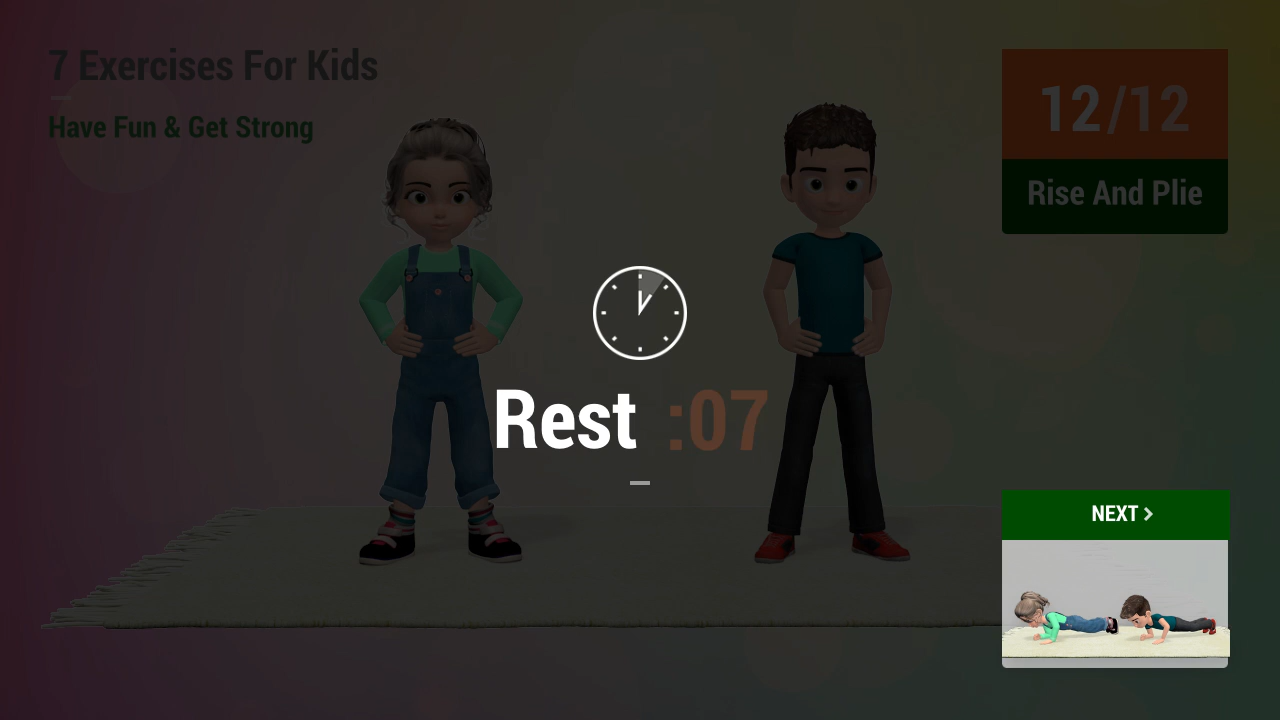 7 Exercises For Kids
Have Fun & Get Strong
12/12
Rise And Plie
Rest :07
NEXT >